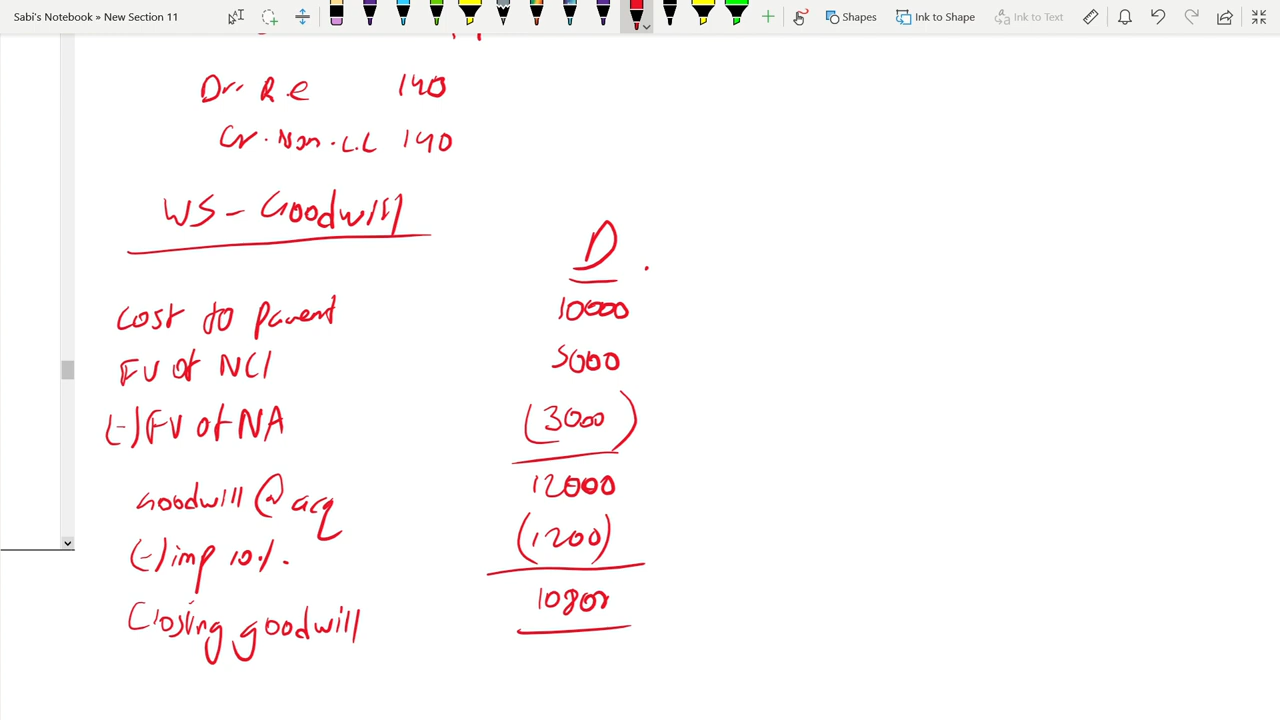 Sabi's Notebook » New Section 11
Shapes
Ink to Shape
Ink to Text
Dr. R.e 140
Cr. Non. L.L 140
WS - Goodwill
D
Cost to parent 10000
FV of NCI 5000
(-) FV of NA (3000)
Goodwill @ acq 12000
(-) imp 10%. (1200)
Closing goodwill 10800